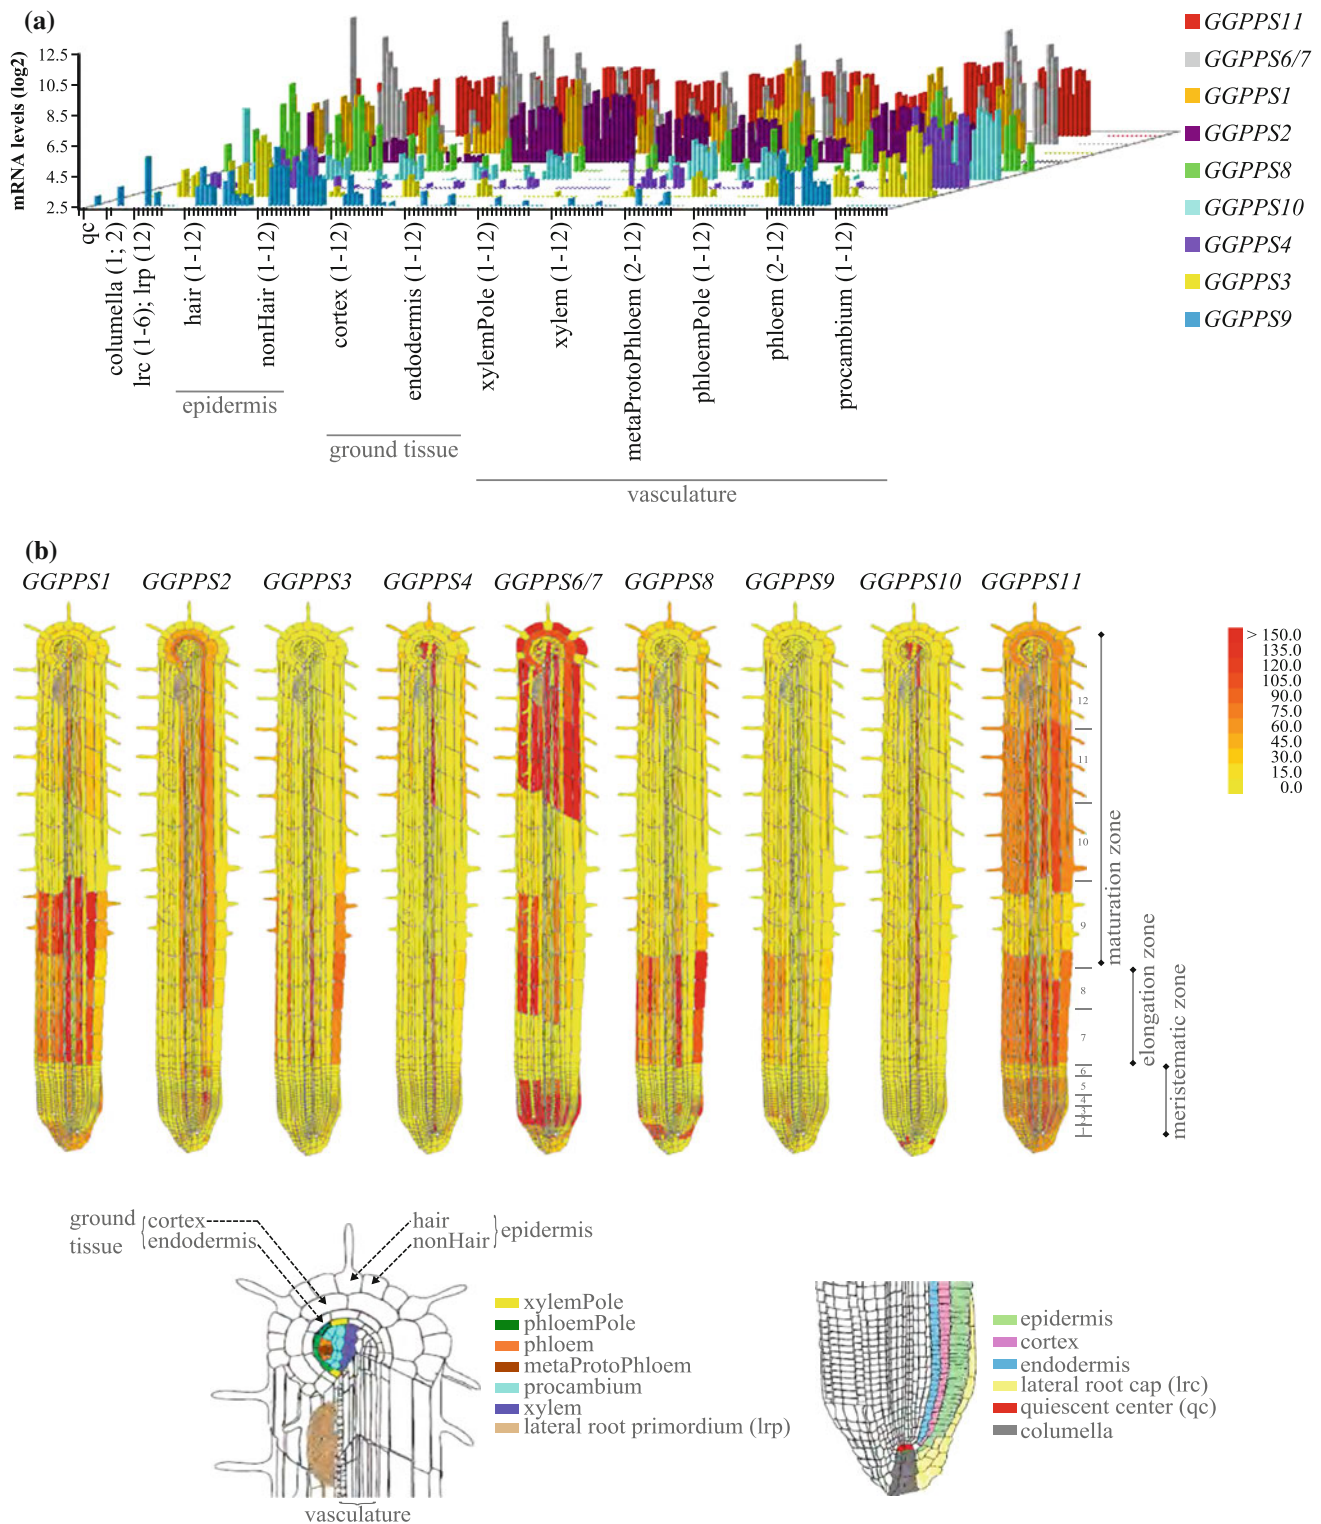 (a)
mRNA levels (log2)
12.5
10.5
8.5
6.5
4.5
2.5
qc
columella (1; 2)
lrc (1-6); lrp (12)
hair (1-12)
nonHair (1-12)
cortex (1-12)
endodermis (1-12)
xylemPole (1-12)
xylem (1-12)
metaProtoPhloem (2-12)
phloemPole (1-12)
phloem (2-12)
procambium (1-12)
epidermis
ground tissue
vasculature
GGPPS11
GGPPS6/7
GGPPS1
GGPPS2
GGPPS8
GGPPS10
GGPPS4
GGPPS3
GGPPS9
(b)
GGPPS1 GGPPS2 GGPPS3 GGPPS4 GGPPS6/7 GGPPS8 GGPPS9 GGPPS10 GGPPS11
12
11
10
9
8
7
6
5
4
3
maturation zone
elongation zone
meristematic zone
> 150.0
135.0
120.0
105.0
90.0
75.0
60.0
45.0
30.0
15.0
0.0
ground tissue
cortex
endodermis
hair
nonHair
epidermis
xylemPole
phloemPole
phloem
metaProtoPhloem
procambium
xylem
lateral root primordium (lrp)
vasculature
epidermis
cortex
endodermis
lateral root cap (lrc)
quiescent center (qc)
columella